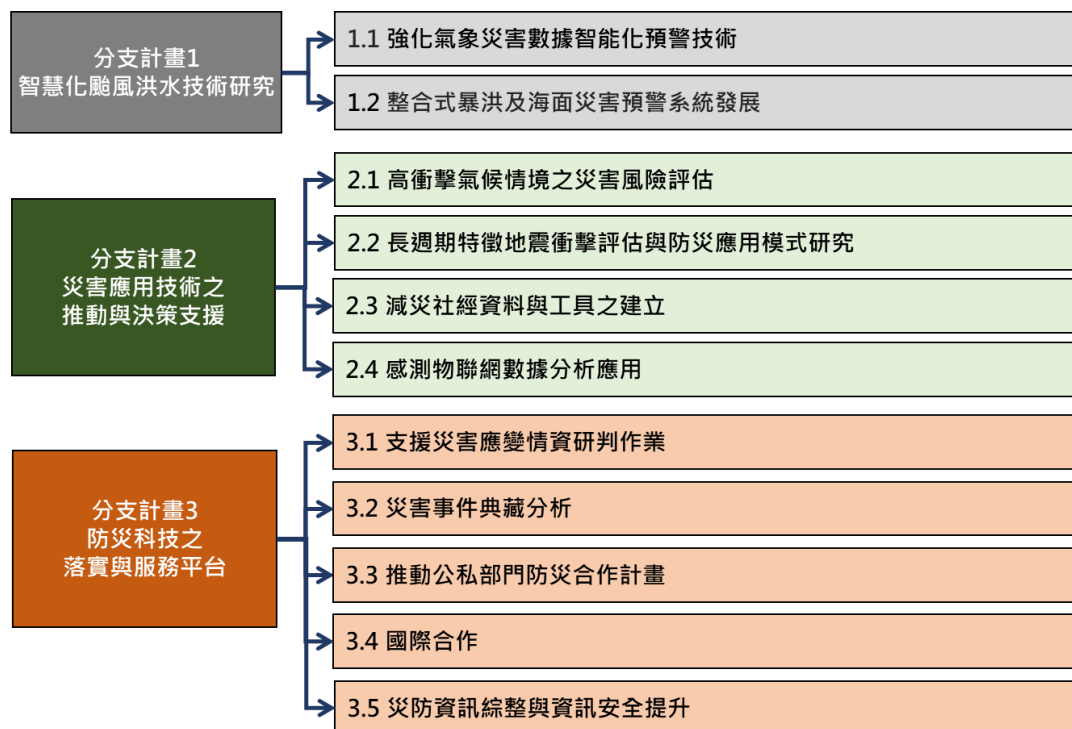 分支計畫1
智慧化颱風洪水技術研究
1.1 強化氣象災害數據智能化預警技術
1.2 整合式暴洪及海面災害預警系統發展
分支計畫2
災害應用技術之
推動與決策支援
2.1 高衝擊氣候情境之災害風險評估
2.2 長週期特徵地震衝擊評估與防災應用模式研究
2.3 減災社經資料與工具之建立
2.4 感測物聯網數據分析應用
分支計畫3
防災科技之
落實與服務平台
3.1 支援災害應變情資研判作業
3.2 災害事件典藏分析
3.3 推動公私部門防災合作計畫
3.4 國際合作
3.5 災防資訊綜整與資訊安全提升